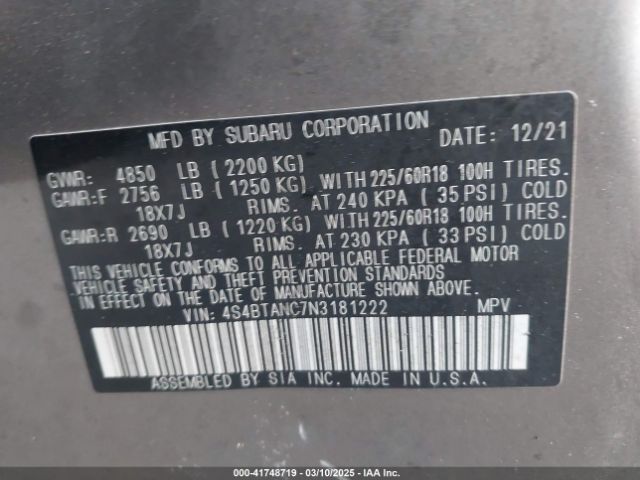 MFD BY SUBARU CORPORATION DATE: 12/21
GVWR: 4850 LB (2200 KG)
GAWR:F 2756 LB (1250 KG) WITH 225/60R18 100H TIRES.
18X7J RIMS. AT 240 KPA (35 PSI) COLD
GAWR:R 2690 LB (1220 KG) WITH 225/60R18 100H TIRES.
18X7J RIMS. AT 230 KPA (33 PSI) COLD
THIS VEHICLE CONFORMS TO ALL APPLICABLE FEDERAL MOTOR
VEHICLE SAFETY AND THEFT PREVENTION STANDARDS
IN EFFECT ON THE DATE OF MANUFACTURE SHOWN ABOVE.
VIN: 4S4BTANC7N3181222 MPV
ASSEMBLED BY SIA INC. MADE IN U.S.A.
000-41748719 - 03/10/2025 - IAA, Inc.